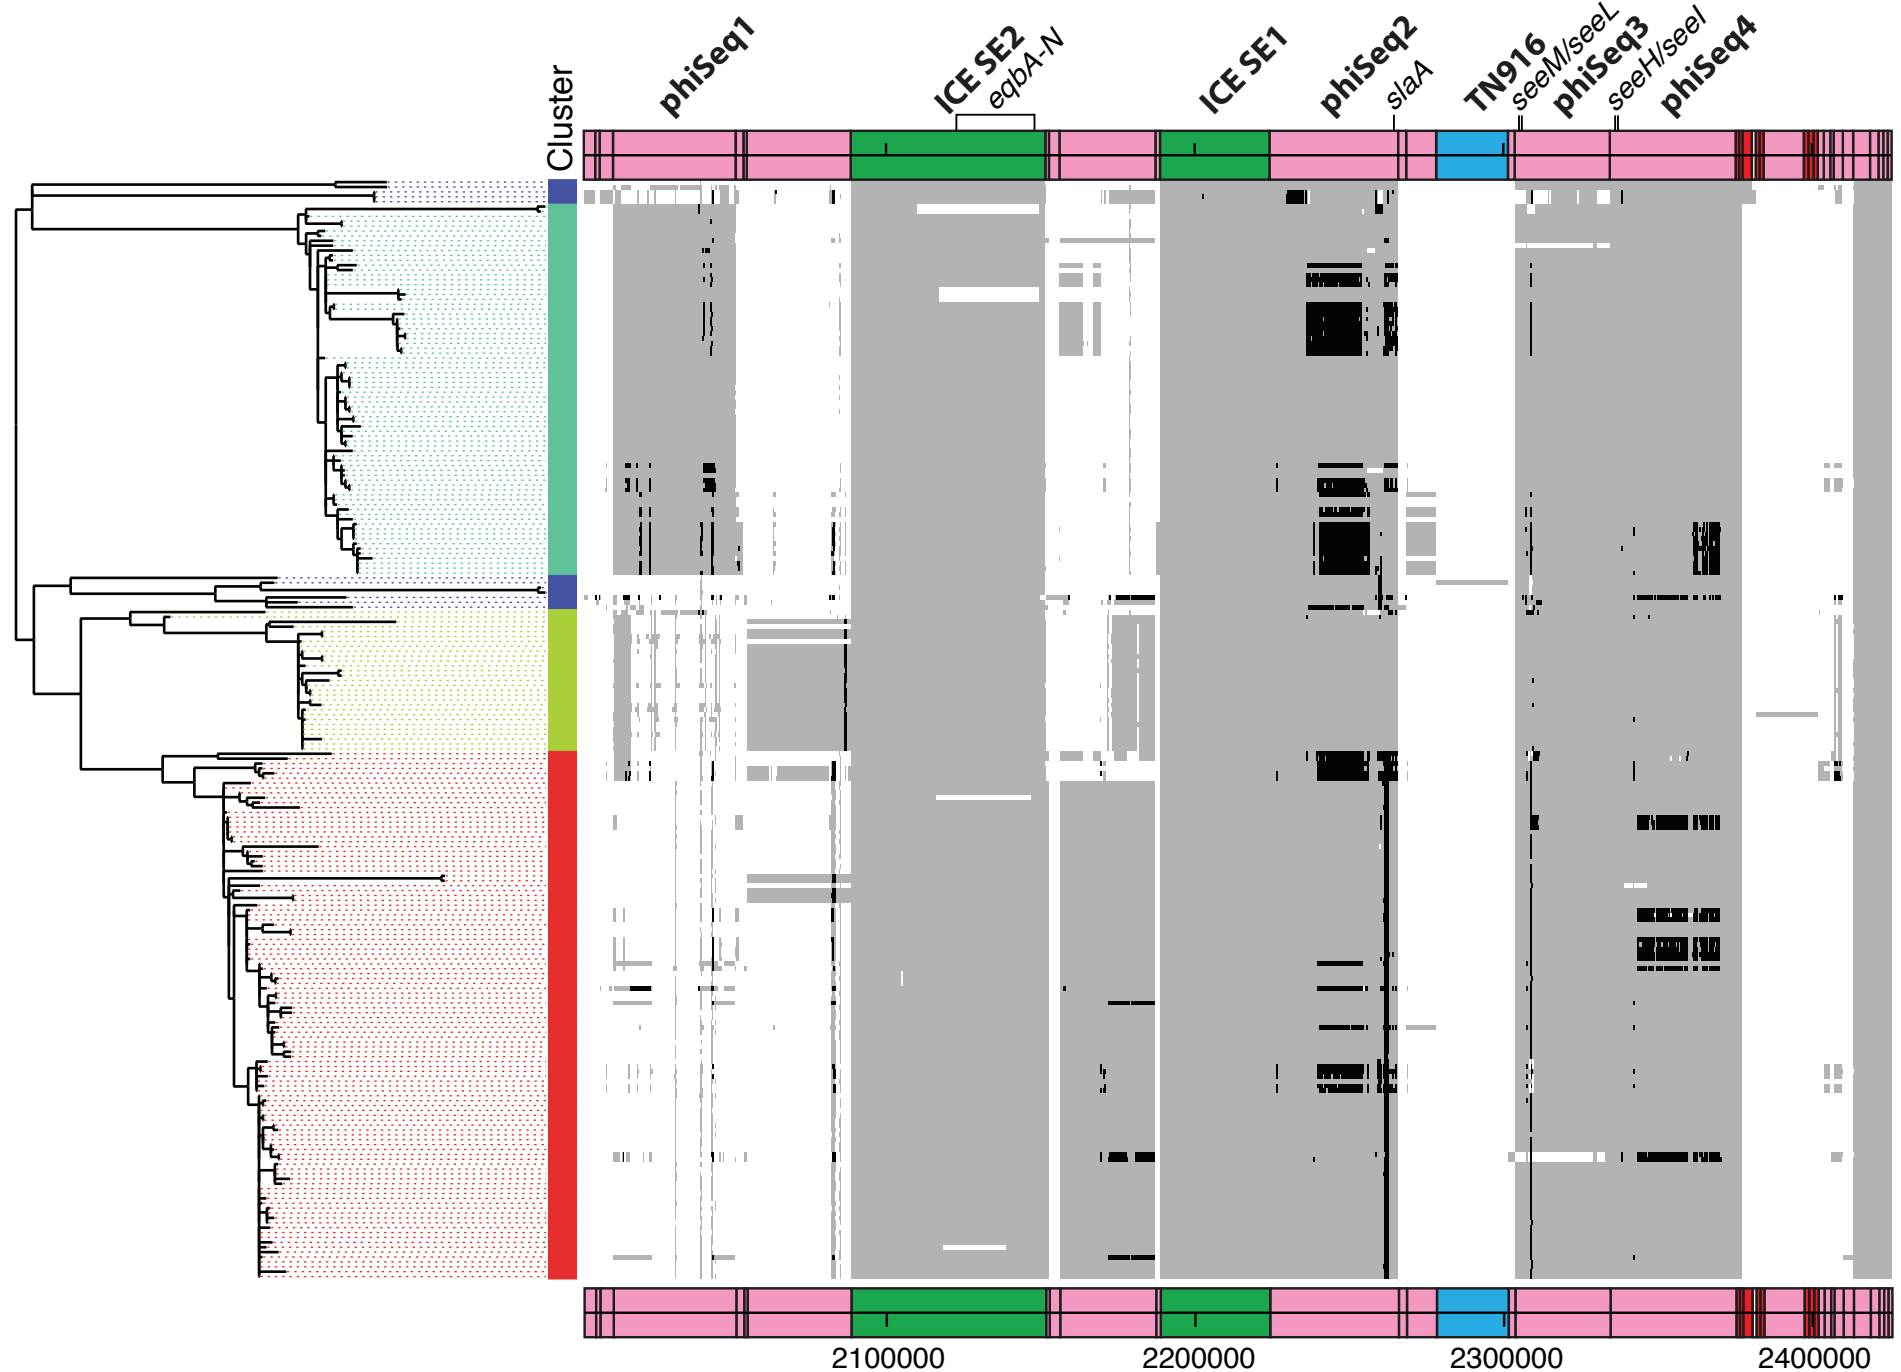 Cluster
phiSeq1
ICE SE2
eqbA-N
ICE SE1
phiSeq2
slaA
TN916
seeM/seeL
phiSeq3
seeH/seeI
phiSeq4
2100000
2200000
2300000
2400000